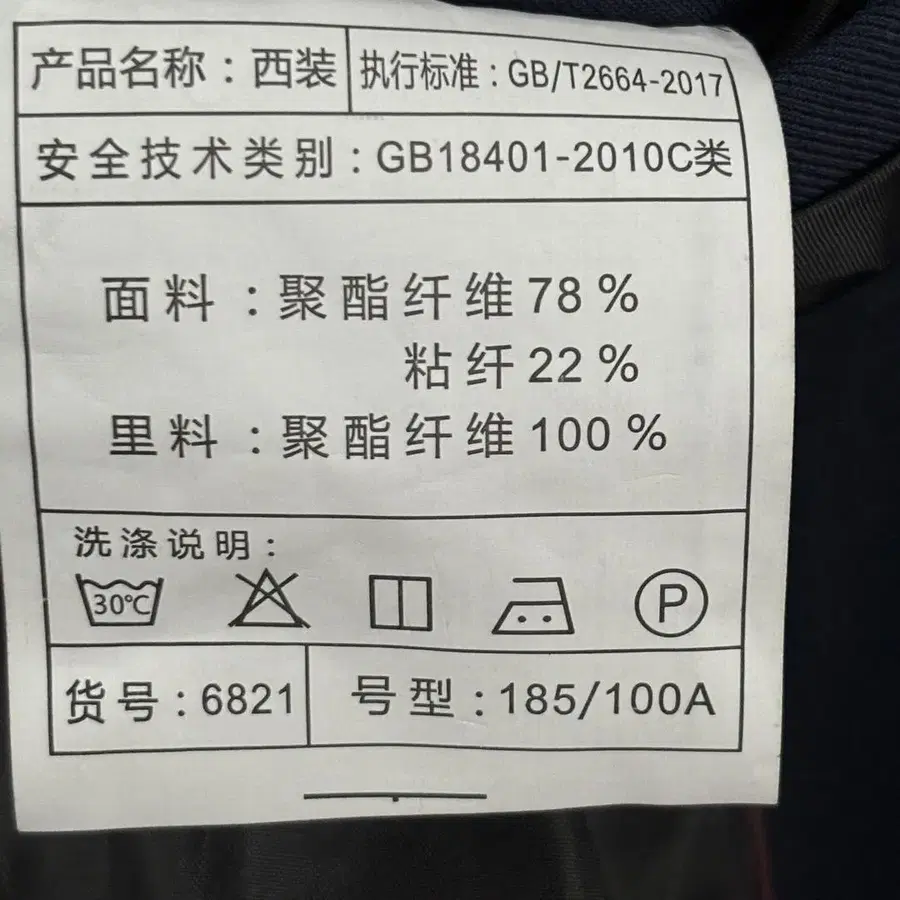 产品名称：西装 执行标准：GB/T2664-2017
安全技术类别：GB18401-2010C类
面料：聚酯纤维78%
粘纤22%
里料：聚酯纤维100%
洗涤说明：
30℃ P
货号：6821 号型：185/100A